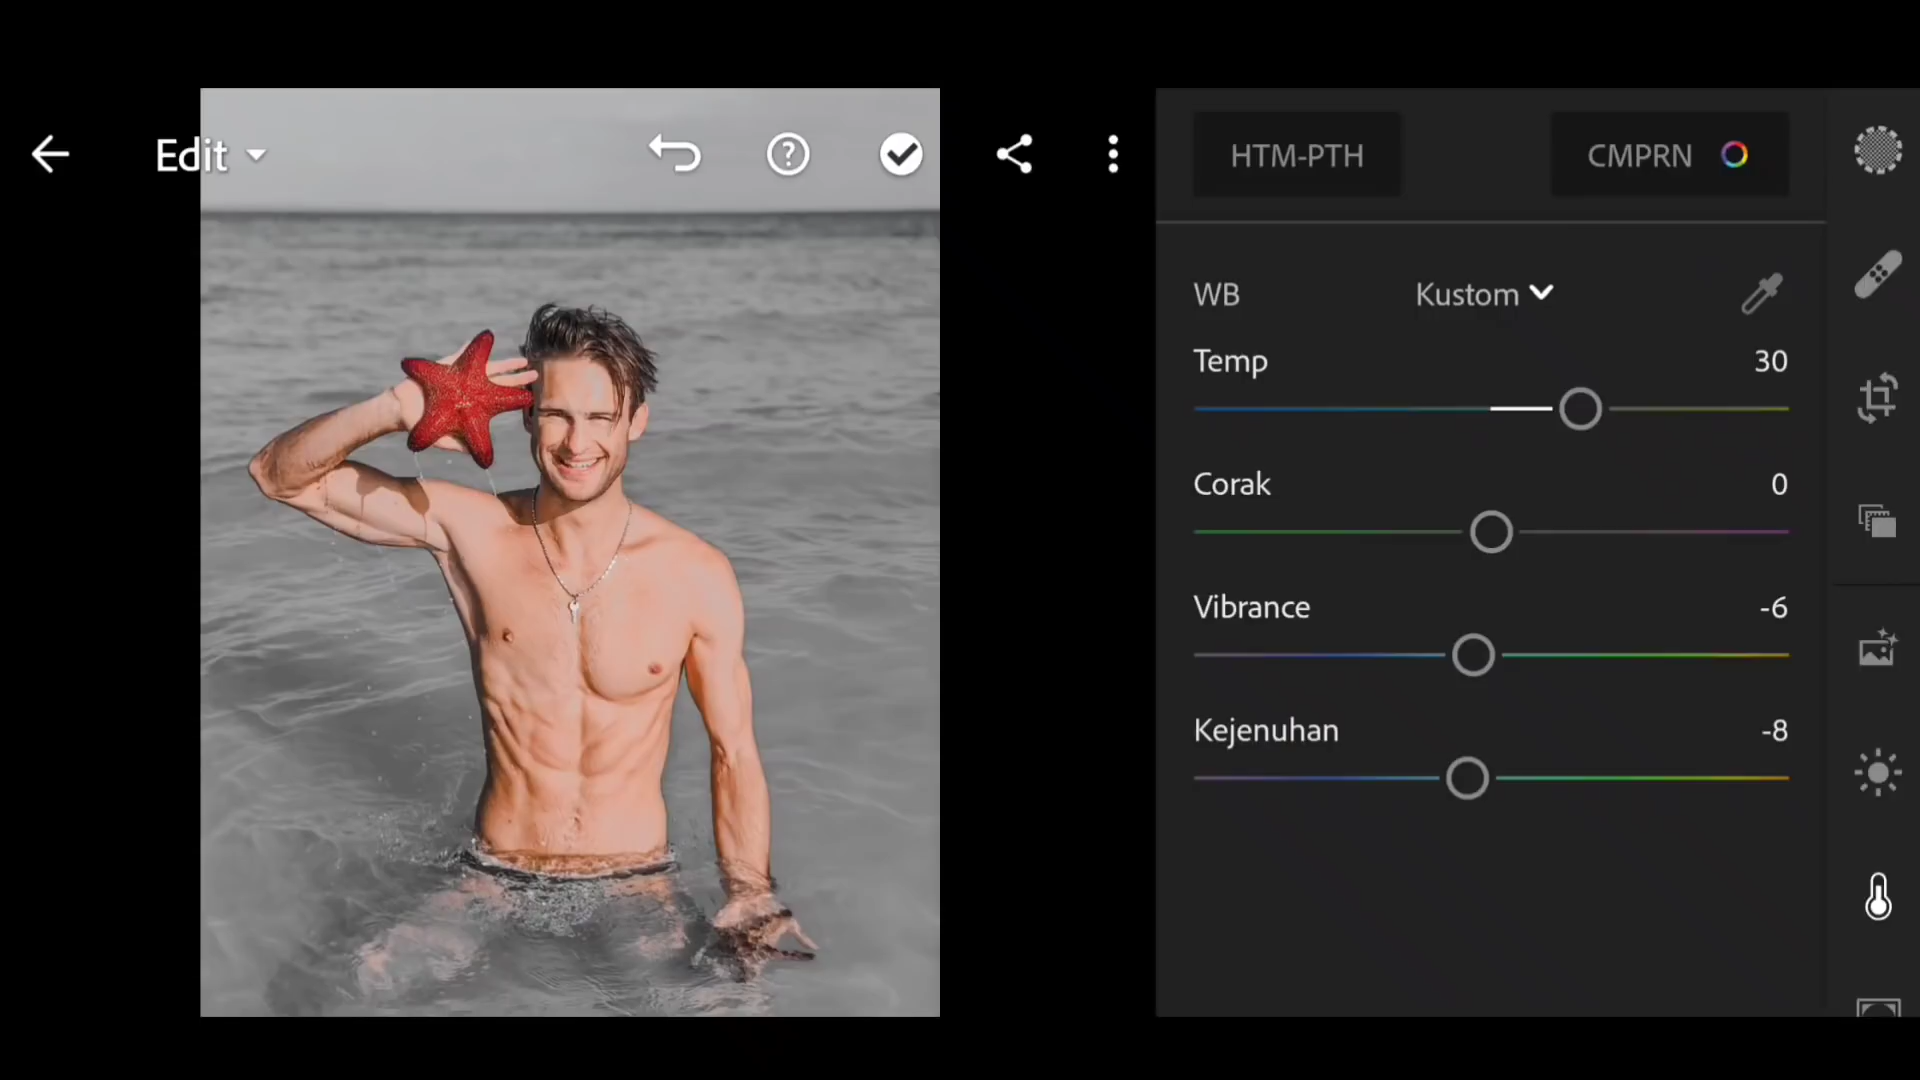 Edit
HTM-PTH
CMPRN
WB
Kustom
Temp
30
Corak
0
Vibrance
-6
Kejenuhan
-8